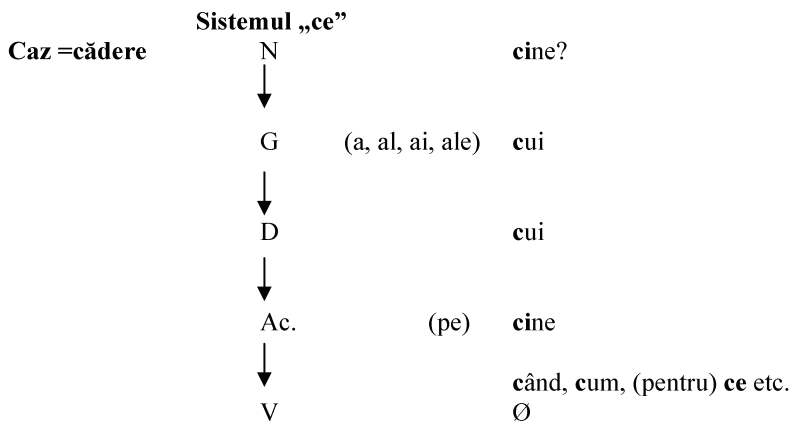 Sistemul „ce”
Caz =cădere N cine?
G (a, al, ai, ale) cui
D cui
Ac. (pe) cine
când, cum, (pentru) ce etc.
V Ø